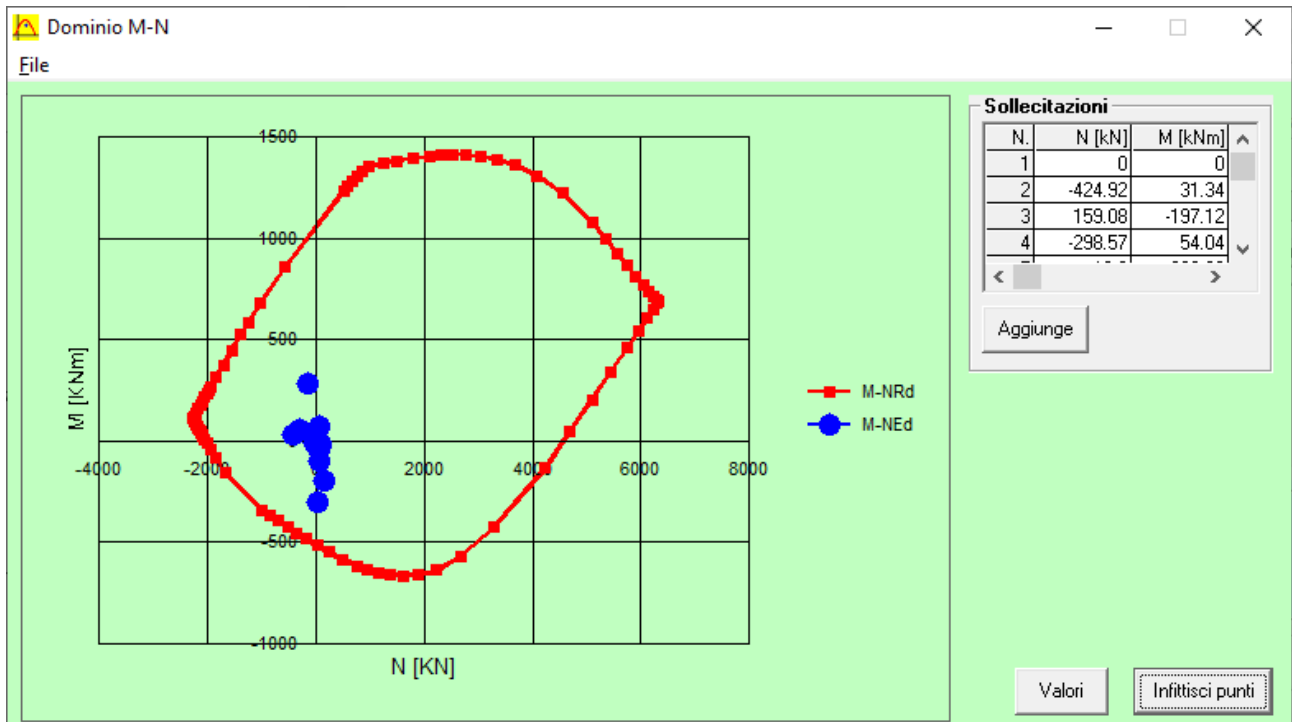 Dominio M-N
File
1500
1000
500
-4000 -2000 0 2000 4000 6000 8000
-500
-1000
M [KNm]
N [KN]
M-NRd
M-NEd
Sollecitazioni
N. N [kN] M [kNm]
1 0 0
2 -424.92 31.34
3 159.08 -197.12
4 -298.57 54.04
Aggiunge
Valori Infittisci punti